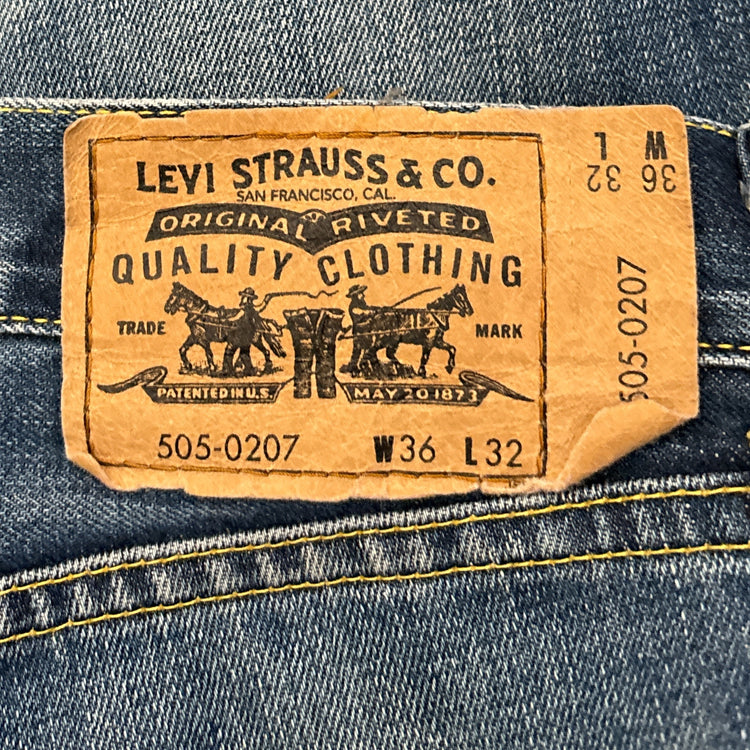 LEVI STRAUSS & CO.
SAN FRANCISCO, CAL.
ORIGINAL RIVETED
QUALITY CLOTHING
TRADE MARK
PATENTED IN U.S. MAY 20 1873
505-0207 W36 L32
W L
36 32
505-0207